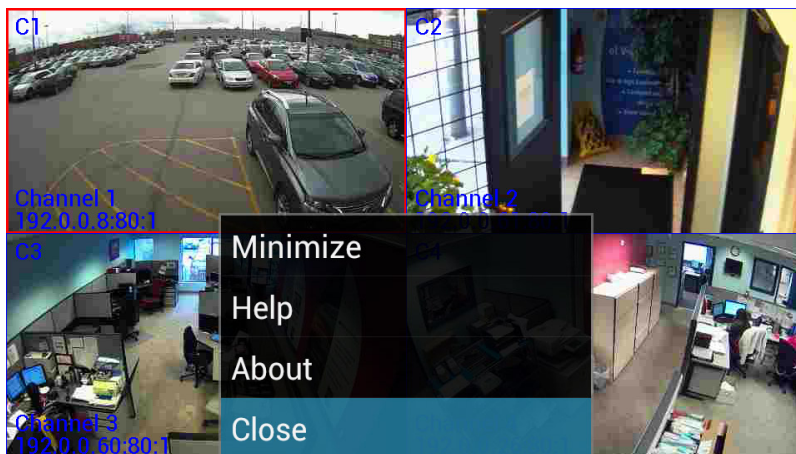 C1
C2
Channel 1
192.0.0.8:80:1
Channel 2
C3
C4
Minimize
Help
About
Close
Channel 3
192.0.0.60:80:1